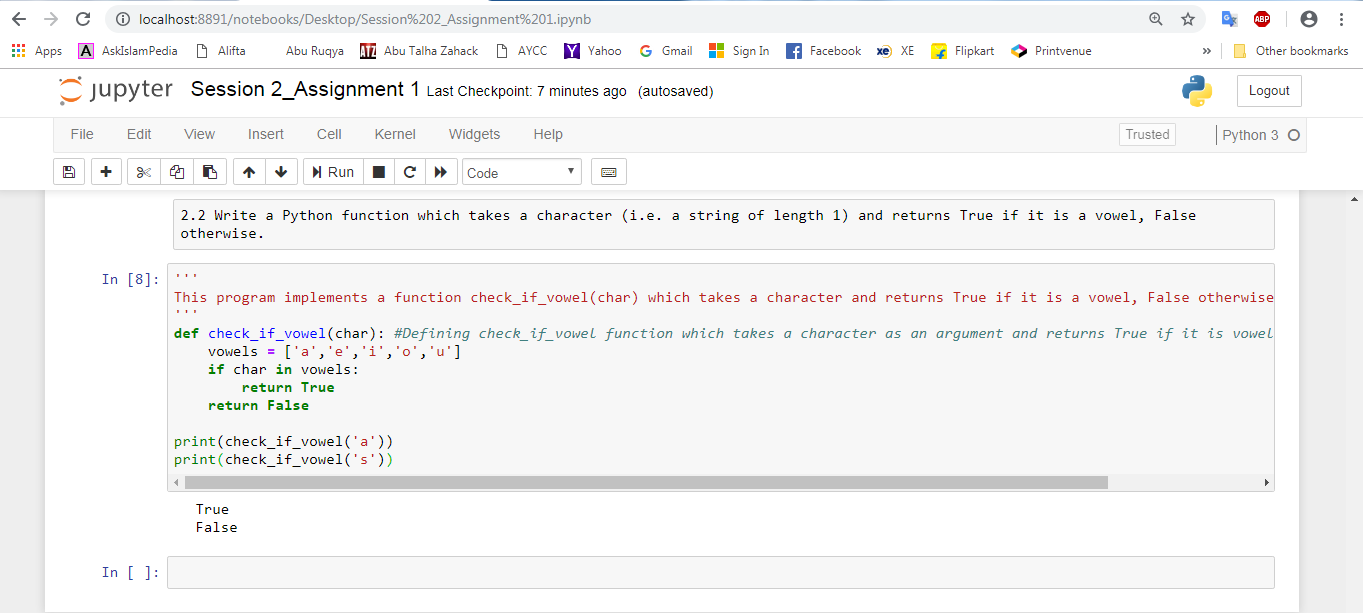 localhost:8891/notebooks/Desktop/Session%202_Assignment%201.ipynb
ABP
Apps AskIslamPedia Alifta Abu Ruqya Abu Talha Zahack AYCC Yahoo Gmail Sign In Facebook XE Flipkart Printvenue » Other bookmarks
jupyter Session 2_Assignment 1 Last Checkpoint: 7 minutes ago (autosaved) Logout
File Edit View Insert Cell Kernel Widgets Help Trusted Python 3
Run Code
2.2 Write a Python function which takes a character (i.e. a string of length 1) and returns True if it is a vowel, False
otherwise.
In [8]: '''
This program implements a function check_if_vowel(char) which takes a character and returns True if it is a vowel, False otherwise
'''
def check_if_vowel(char): #Defining check_if_vowel function which takes a character as an argument and returns True if it is vowel
    vowels = ['a','e','i','o','u']
    if char in vowels:
        return True
    return False
print(check_if_vowel('a'))
print(check_if_vowel('s'))
True
False
In [ ]: